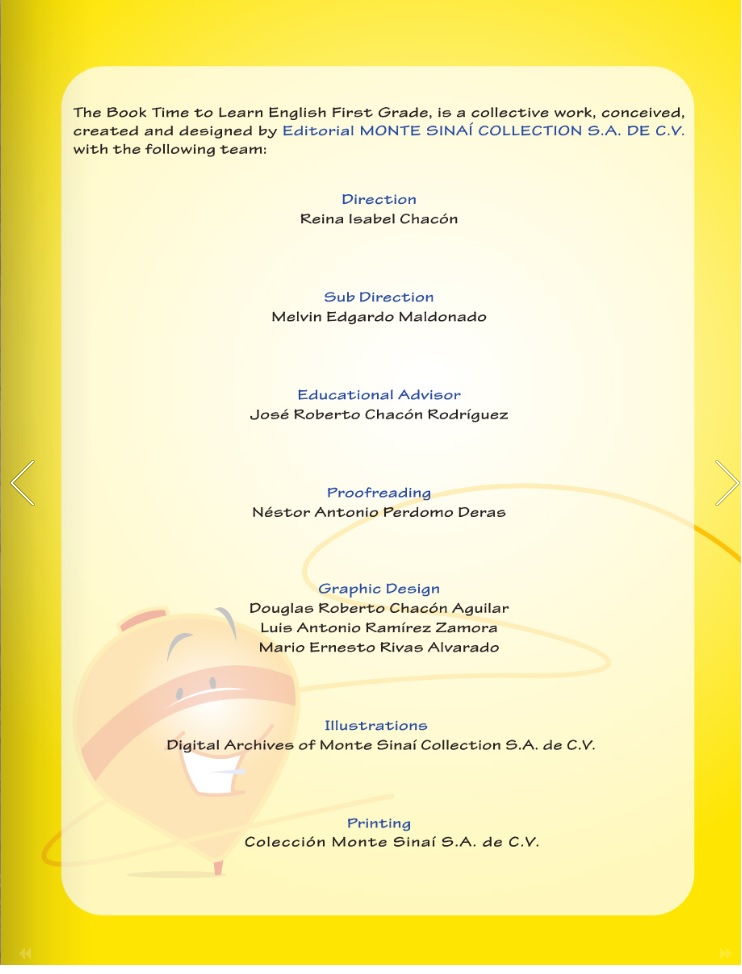 The Book Time to Learn English First Grade, is a collective work, conceived,
created and designed by Editorial MONTE SINAÍ COLLECTION S.A. DE C.V.
with the following team:
Direction
Reina Isabel Chacón
Sub Direction
Melvin Edgardo Maldonado
Educational Advisor
José Roberto Chacón Rodríguez
Proofreading
Néstor Antonio Perdomo Deras
Graphic Design
Douglas Roberto Chacón Aguilar
Luis Antonio Ramírez Zamora
Mario Ernesto Rivas Alvarado
Illustrations
Digital Archives of Monte Sinaí Collection S.A. de C.V.
Printing
Colección Monte Sinaí S.A. de C.V.